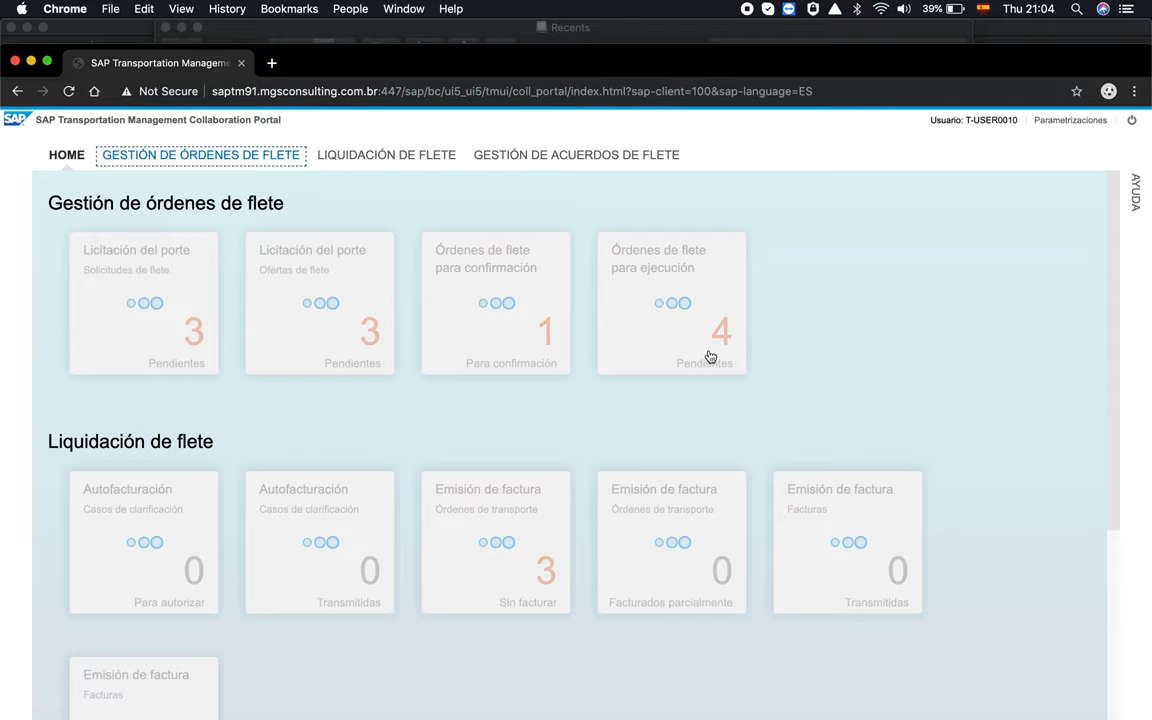 Chrome File Edit View History Bookmarks People Window Help 39% Thu 21:04
Recents
SAP Transportation Manageme
Not Secure saptm91.mgsconsulting.com.br:447/sap/bc/ui5_ui5/tmui/coll_portal/index.html?sap-client=100&sap-language=ES
SAP SAP Transportation Management Collaboration Portal Usuario: T-USER0010 Parametrizaciones
HOME GESTIÓN DE ÓRDENES DE FLETE LIQUIDACIÓN DE FLETE GESTIÓN DE ACUERDOS DE FLETE
AYUDA
Gestión de órdenes de flete
Licitación del porte
Solicitudes de flete
3
Pendientes
Licitación del porte
Ofertas de flete
3
Pendientes
Órdenes de flete
para confirmación
1
Para confirmación
Órdenes de flete
para ejecución
4
Pendientes
Liquidación de flete
Autofacturación
Casos de clarificación
0
Para autorizar
Autofacturación
Casos de clarificación
0
Transmitidas
Emisión de factura
Órdenes de transporte
3
Sin facturar
Emisión de factura
Órdenes de transporte
0
Facturados parcialmente
Emisión de factura
Facturas
0
Transmitidas
Emisión de factura
Facturas